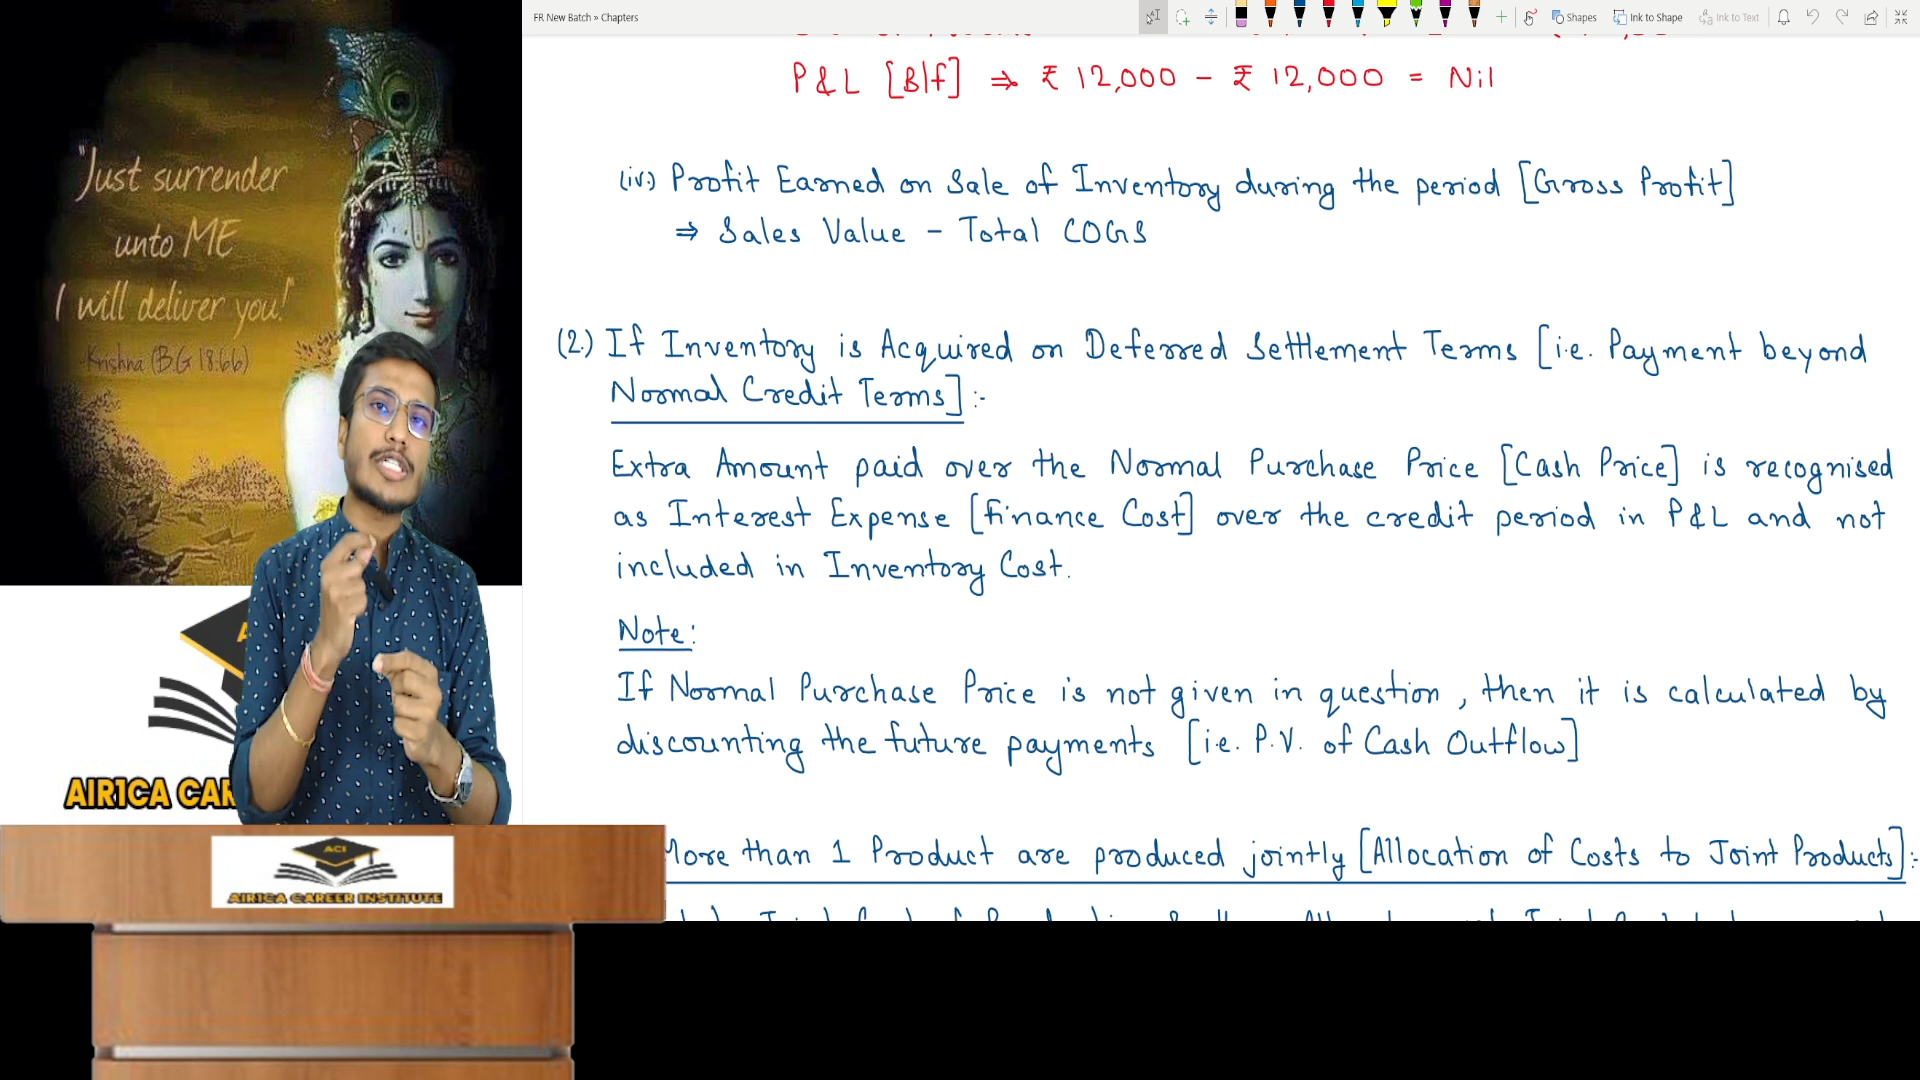 FR New Batch » Chapters
Shapes
Ink to Shape
Ink to Text
P&L [B/f] ⇒ ₹ 12,000 - ₹ 12,000 = Nil
"Just surrender
unto ME
I will deliver you!"
Krishna (B.G 18.66)
(iv.) Profit Earned on Sale of Inventory during the period [Gross Profit]
⇒ Sales Value - Total COGS
(2.) If Inventory is Acquired on Deferred Settlement Terms [i.e. Payment beyond
Normal Credit Terms] :-
Extra Amount paid over the Normal Purchase Price [Cash Price] is recognised
as Interest Expense [Finance Cost] over the credit period in P&L and not
included in Inventory Cost.
Note:
If Normal Purchase Price is not given in question, then it is calculated by
discounting the future payments [i.e. P.V. of Cash Outflow]
AIR1CA CAR
More than 1 Product are produced jointly [Allocation of Costs to Joint Products] :-
ACI
AIR1CA CAREER INSTITUTE